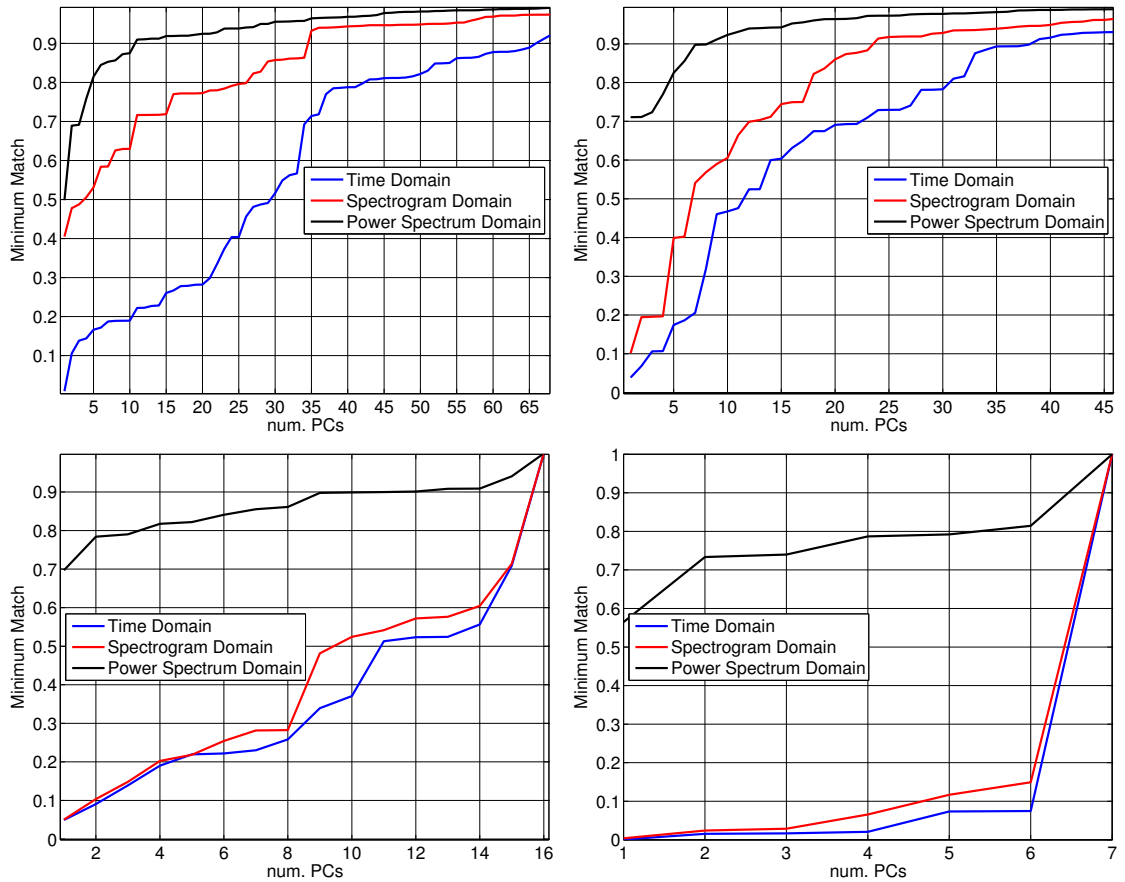 0.9
0.8
0.7
0.6
0.5
0.4
0.3
0.2
0.1
Minimum Match
Time Domain
Spectrogram Domain
Power Spectrum Domain
5 10 15 20 25 30 35 40 45 50 55 60 65
num. PCs
0.9
0.8
0.7
0.6
0.5
0.4
0.3
0.2
0.1
0
Minimum Match
Time Domain
Spectrogram Domain
Power Spectrum Domain
5 10 15 20 25 30 35 40 45
num. PCs
0.9
0.8
0.7
0.6
0.5
0.4
0.3
0.2
0.1
0
Minimum Match
Time Domain
Spectrogram Domain
Power Spectrum Domain
2 4 6 8 10 12 14 16
num. PCs
1
0.9
0.8
0.7
0.6
0.5
0.4
0.3
0.2
0.1
0
Minimum Match
Time Domain
Spectrogram Domain
Power Spectrum Domain
1 2 3 4 5 6 7
num. PCs